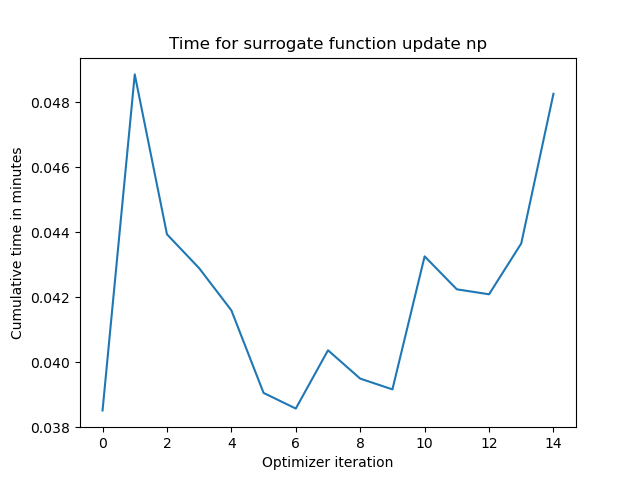 Time for surrogate function update np
Cumulative time in minutes
0.048
0.046
0.044
0.042
0.040
0.038
0 2 4 6 8 10 12 14
Optimizer iteration